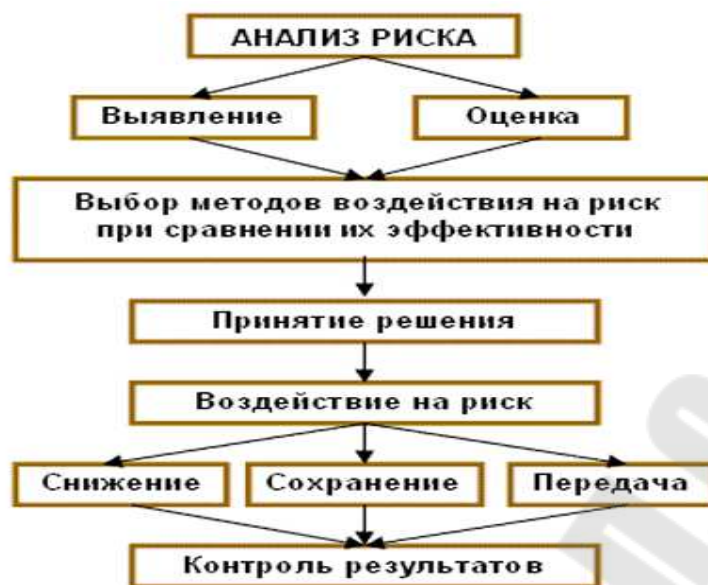 АНАЛИЗ РИСКА
Выявление
Оценка
Выбор методов воздействия на риск
при сравнении их эффективности
Принятие решения
Воздействие на риск
Снижение
Сохранение
Передача
Контроль результатов